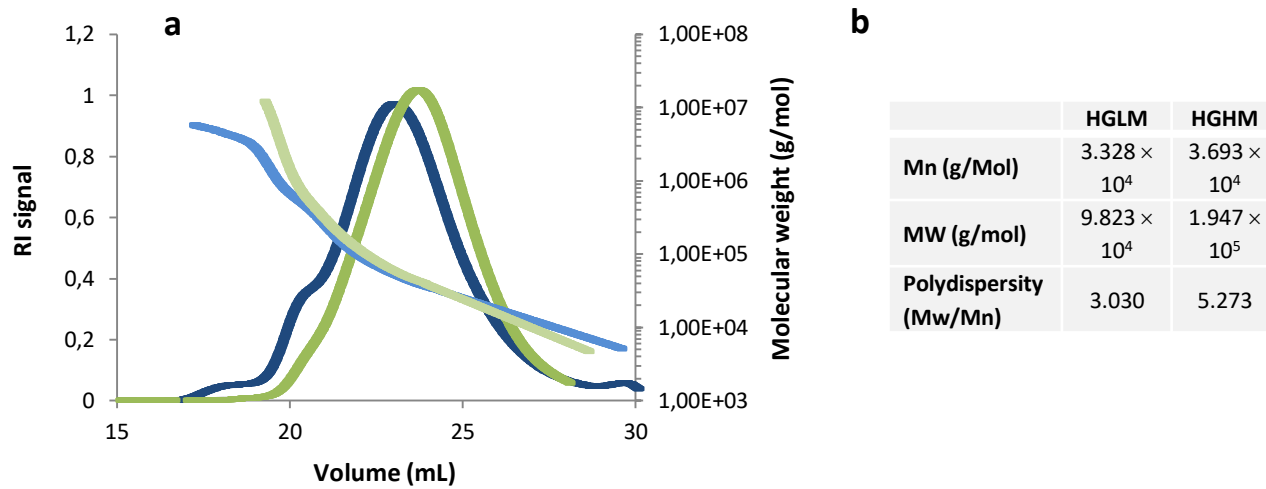 a
b
1,2
1
0,8
0,6
0,4
0,2
0
RI signal
15
20
25
30
Volume (mL)
1,00E+08
1,00E+07
1,00E+06
1,00E+05
1,00E+04
1,00E+03
Molecular weight (g/mol)
HGLM HGHM
Mn (g/Mol) 3.328 × 10⁴ 3.693 × 10⁴
MW (g/mol) 9.823 × 10⁴ 1.947 × 10⁵
Polydispersity
(Mw/Mn) 3.030 5.273